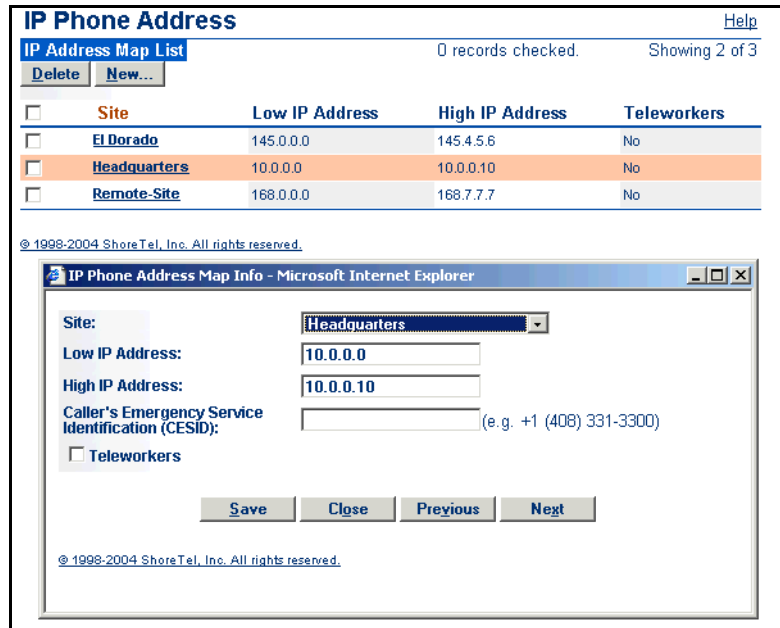 IP Phone Address Help
IP Address Map List 0 records checked. Showing 2 of 3
Delete New...
Site Low IP Address High IP Address Teleworkers
El Dorado 145.0.0.0 145.4.5.6 No
Headquarters 10.0.0.0 10.0.0.10 No
Remote-Site 168.0.0.0 168.7.7.7 No
© 1998-2004 ShoreTel, Inc. All rights reserved.
IP Phone Address Map Info - Microsoft Internet Explorer
Site: Headquarters
Low IP Address: 10.0.0.0
High IP Address: 10.0.0.10
Caller's Emergency Service
Identification (CESID): (e.g. +1 (408) 331-3300)
Teleworkers
Save Close Previous Next
© 1998-2004 ShoreTel, Inc. All rights reserved.